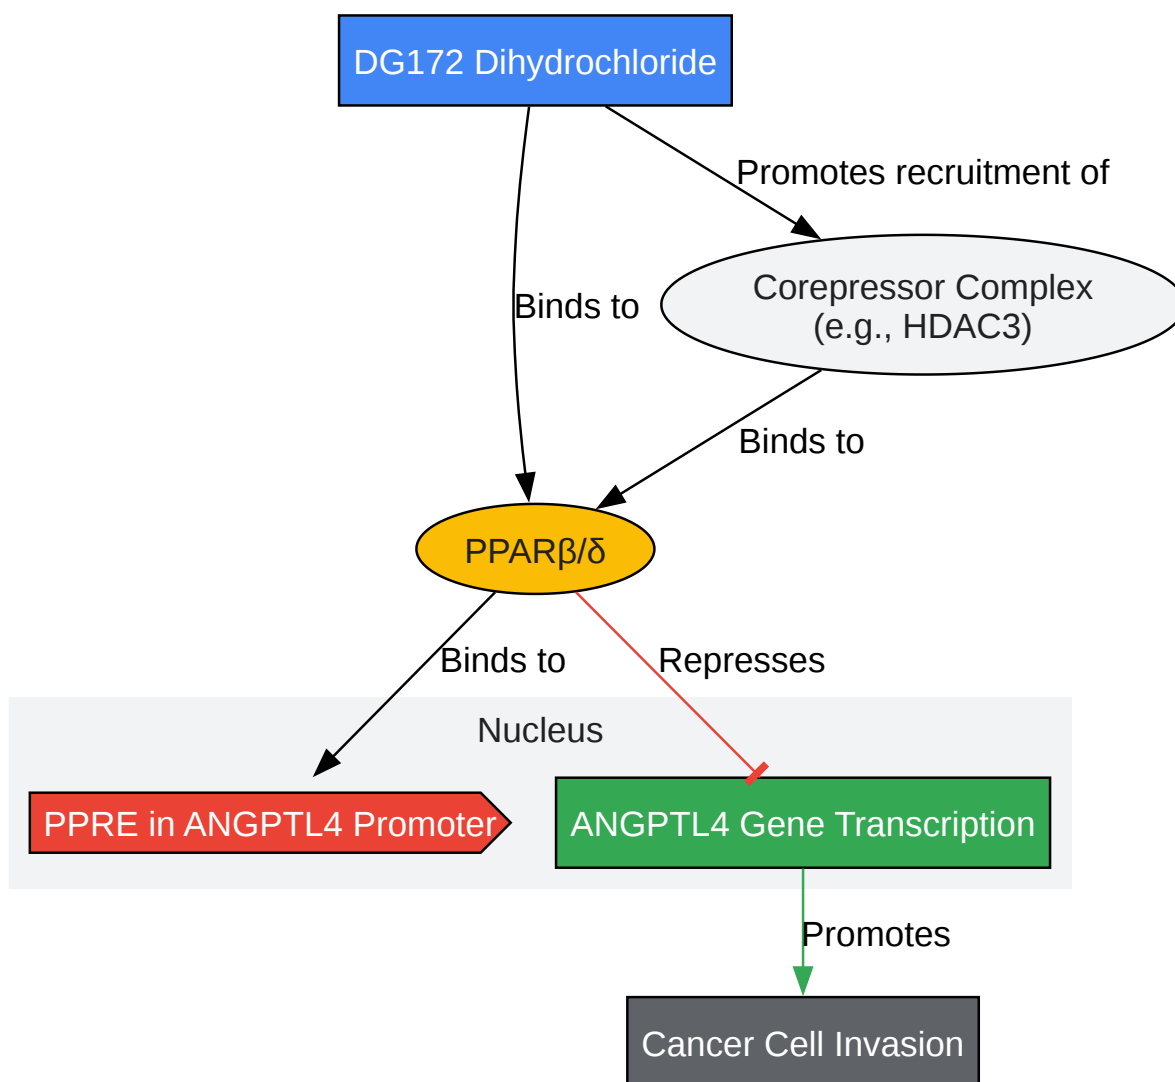 DG172 Dihydrochloride
Promotes recruitment of
Corepressor Complex
(e.g., HDAC3)
Binds to
Binds to
PPARβ/δ
Binds to
Represses
Nucleus
PPRE in ANGPTL4 Promoter
ANGPTL4 Gene Transcription
Promotes
Cancer Cell Invasion